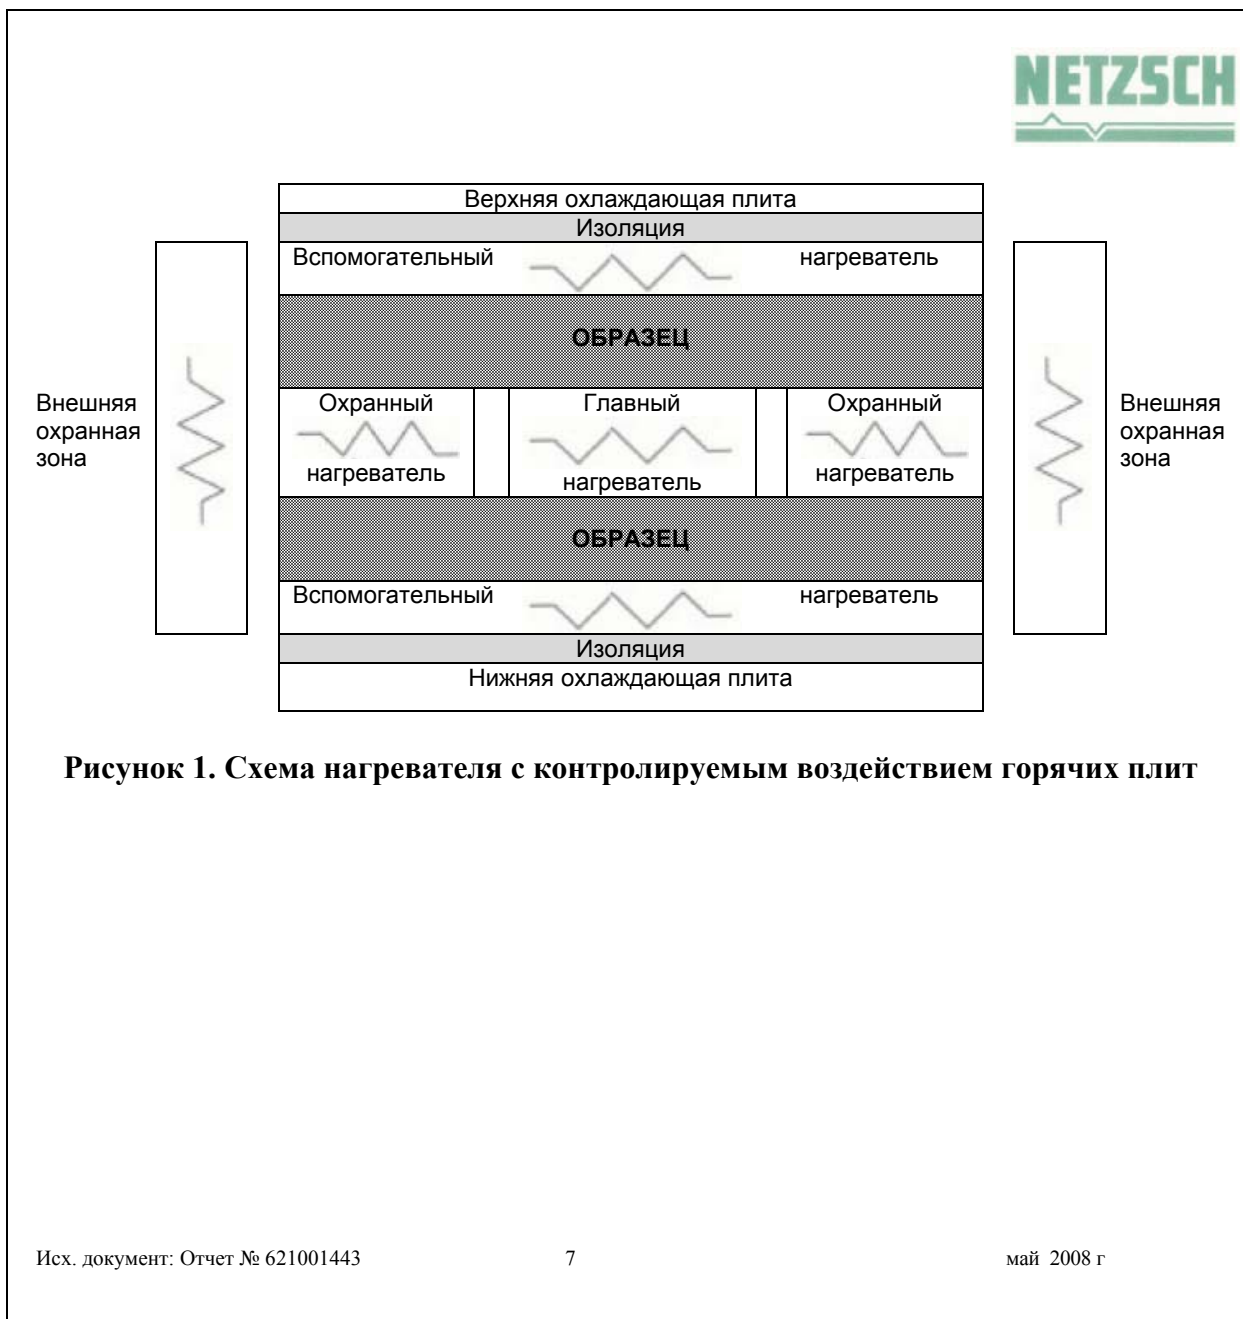 NETZSCH
Верхняя охлаждающая плита
Изоляция
Вспомогательный нагреватель
ОБРАЗЕЦ
Внешняя
охранная
зона
Охранный
нагреватель
Главный
нагреватель
Охранный
нагреватель
Внешняя
охранная
зона
ОБРАЗЕЦ
Вспомогательный нагреватель
Изоляция
Нижняя охлаждающая плита
Рисунок 1. Схема нагревателя с контролируемым воздействием горячих плит
Исх. документ: Отчет № 621001443 7 май 2008 г